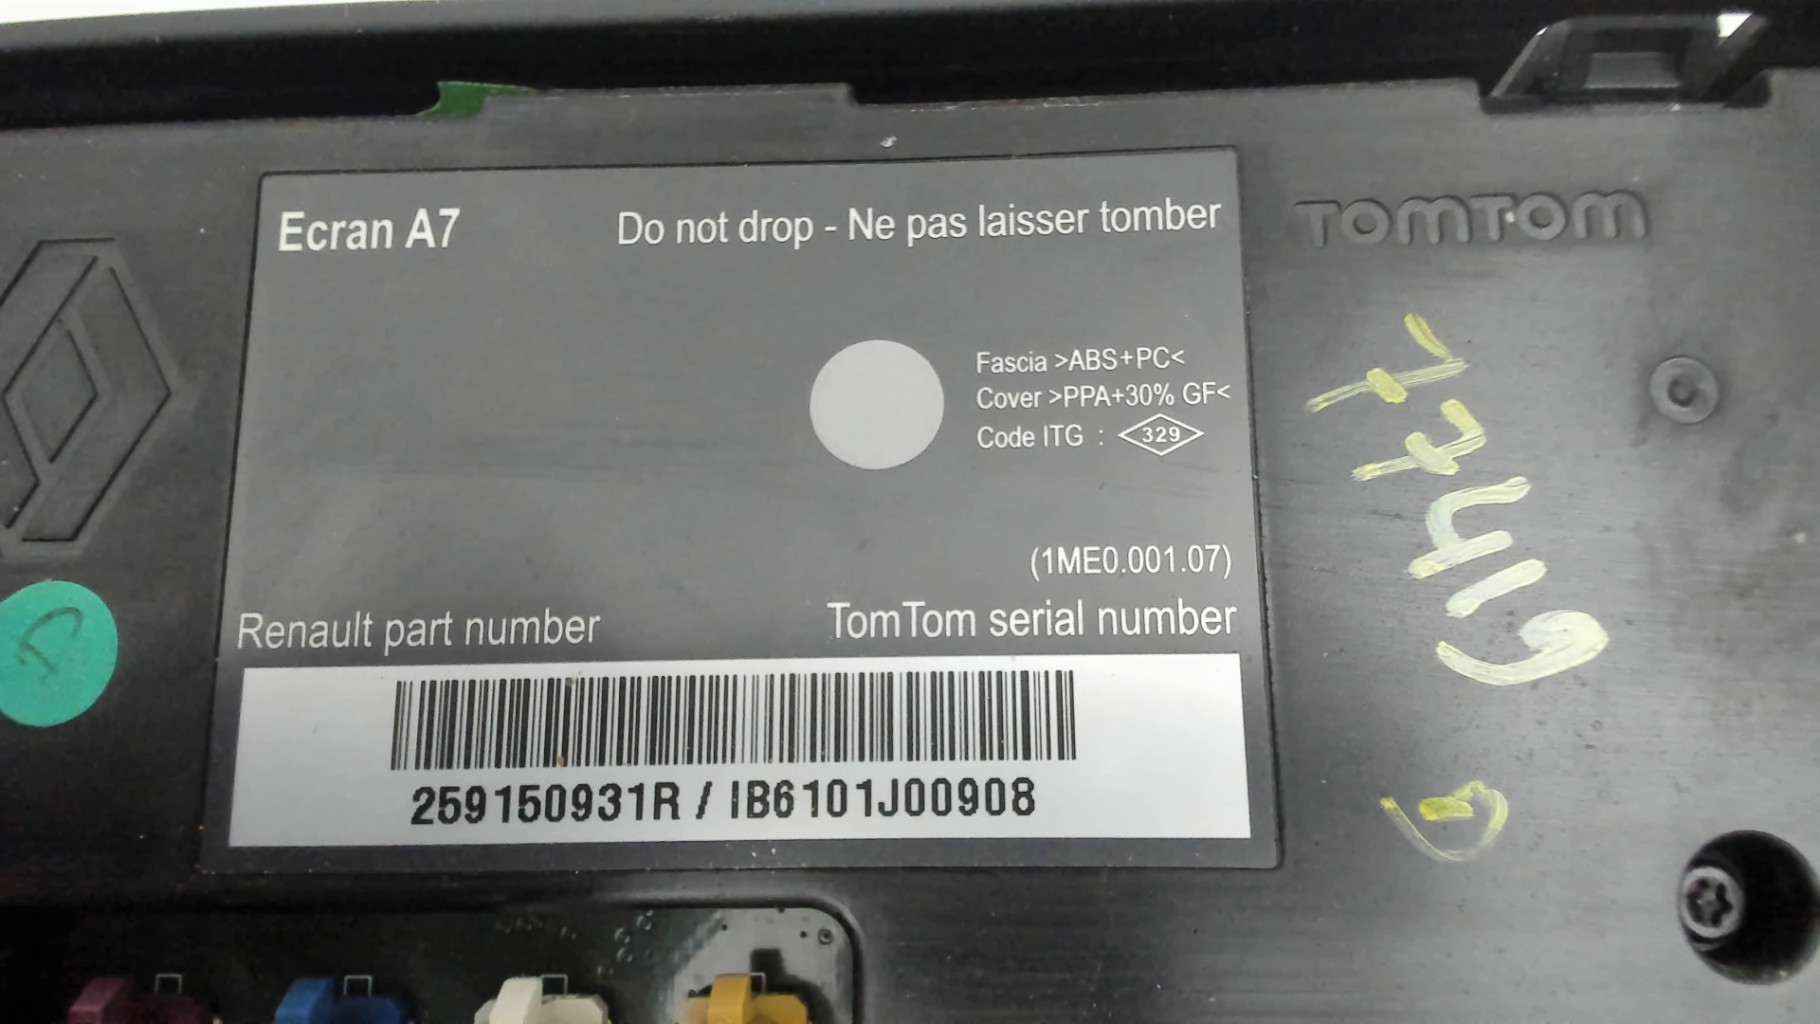 Ecran A7
Do not drop - Ne pas laisser tomber
TOMTOM
Fascia >ABS+PC<
Cover >PPA+30% GF<
Code ITG : 329
(1ME0.001.07)
Renault part number
TomTom serial number
259150931R / IB6101J00908
77419